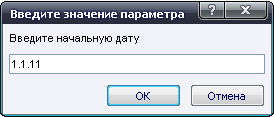 Введите значение параметра
Введите начальную дату
1.1.11
OK
Отмена